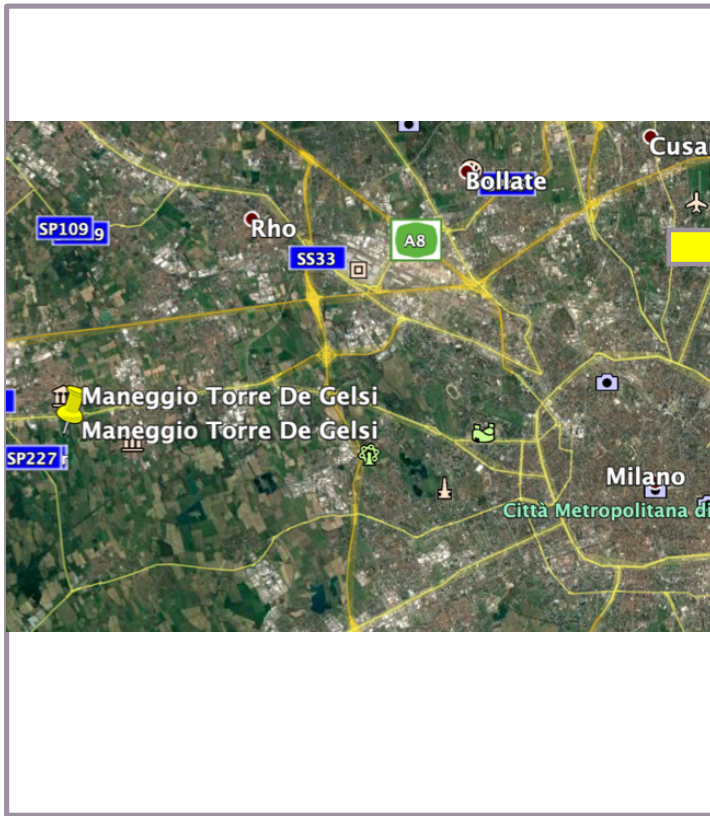 Cusa
Bollate
SP109
9
Rho
A8
SS33
Maneggio Torre De Gelsi
Maneggio Torre De Gelsi
SP227
Milano
Città Metropolitana di